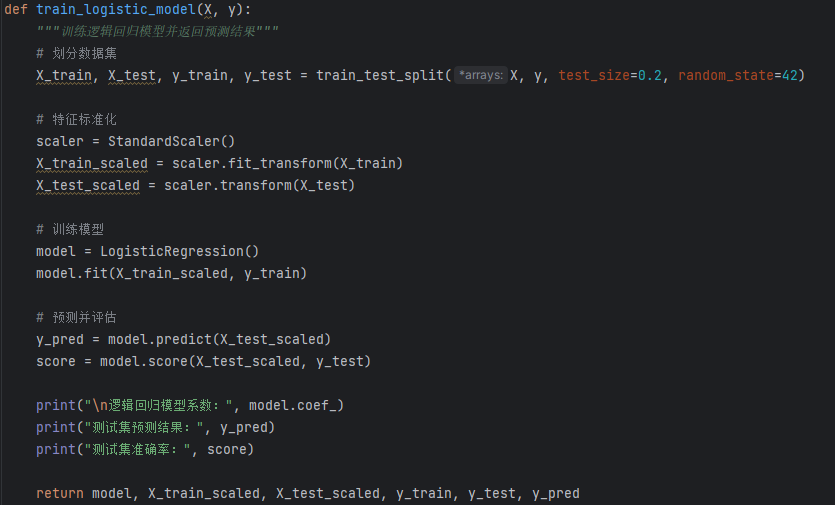 def train_logistic_model(X, y):
    """训练逻辑回归模型并返回预测结果"""
    # 划分数据集
    X_train, X_test, y_train, y_test = train_test_split( *arrays: X, y, test_size=0.2, random_state=42)
    # 特征标准化
    scaler = StandardScaler()
    X_train_scaled = scaler.fit_transform(X_train)
    X_test_scaled = scaler.transform(X_test)
    # 训练模型
    model = LogisticRegression()
    model.fit(X_train_scaled, y_train)
    # 预测并评估
    y_pred = model.predict(X_test_scaled)
    score = model.score(X_test_scaled, y_test)
    print("\n逻辑回归模型系数：", model.coef_)
    print("测试集预测结果：", y_pred)
    print("测试集准确率：", score)
    return model, X_train_scaled, X_test_scaled, y_train, y_test, y_pred